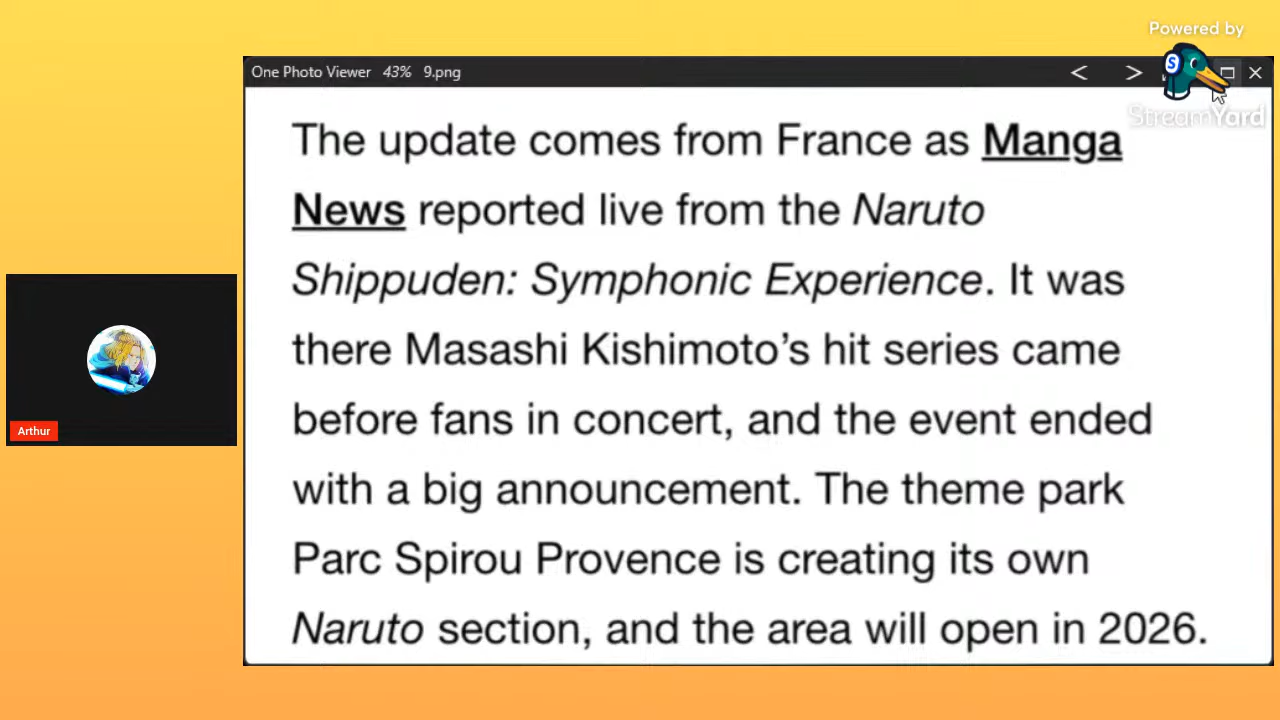 Powered by
StreamYard
One Photo Viewer 43% 9.png
The update comes from France as Manga
News reported live from the Naruto
Shippuden: Symphonic Experience. It was
there Masashi Kishimoto’s hit series came
before fans in concert, and the event ended
with a big announcement. The theme park
Parc Spirou Provence is creating its own
Naruto section, and the area will open in 2026.
Arthur